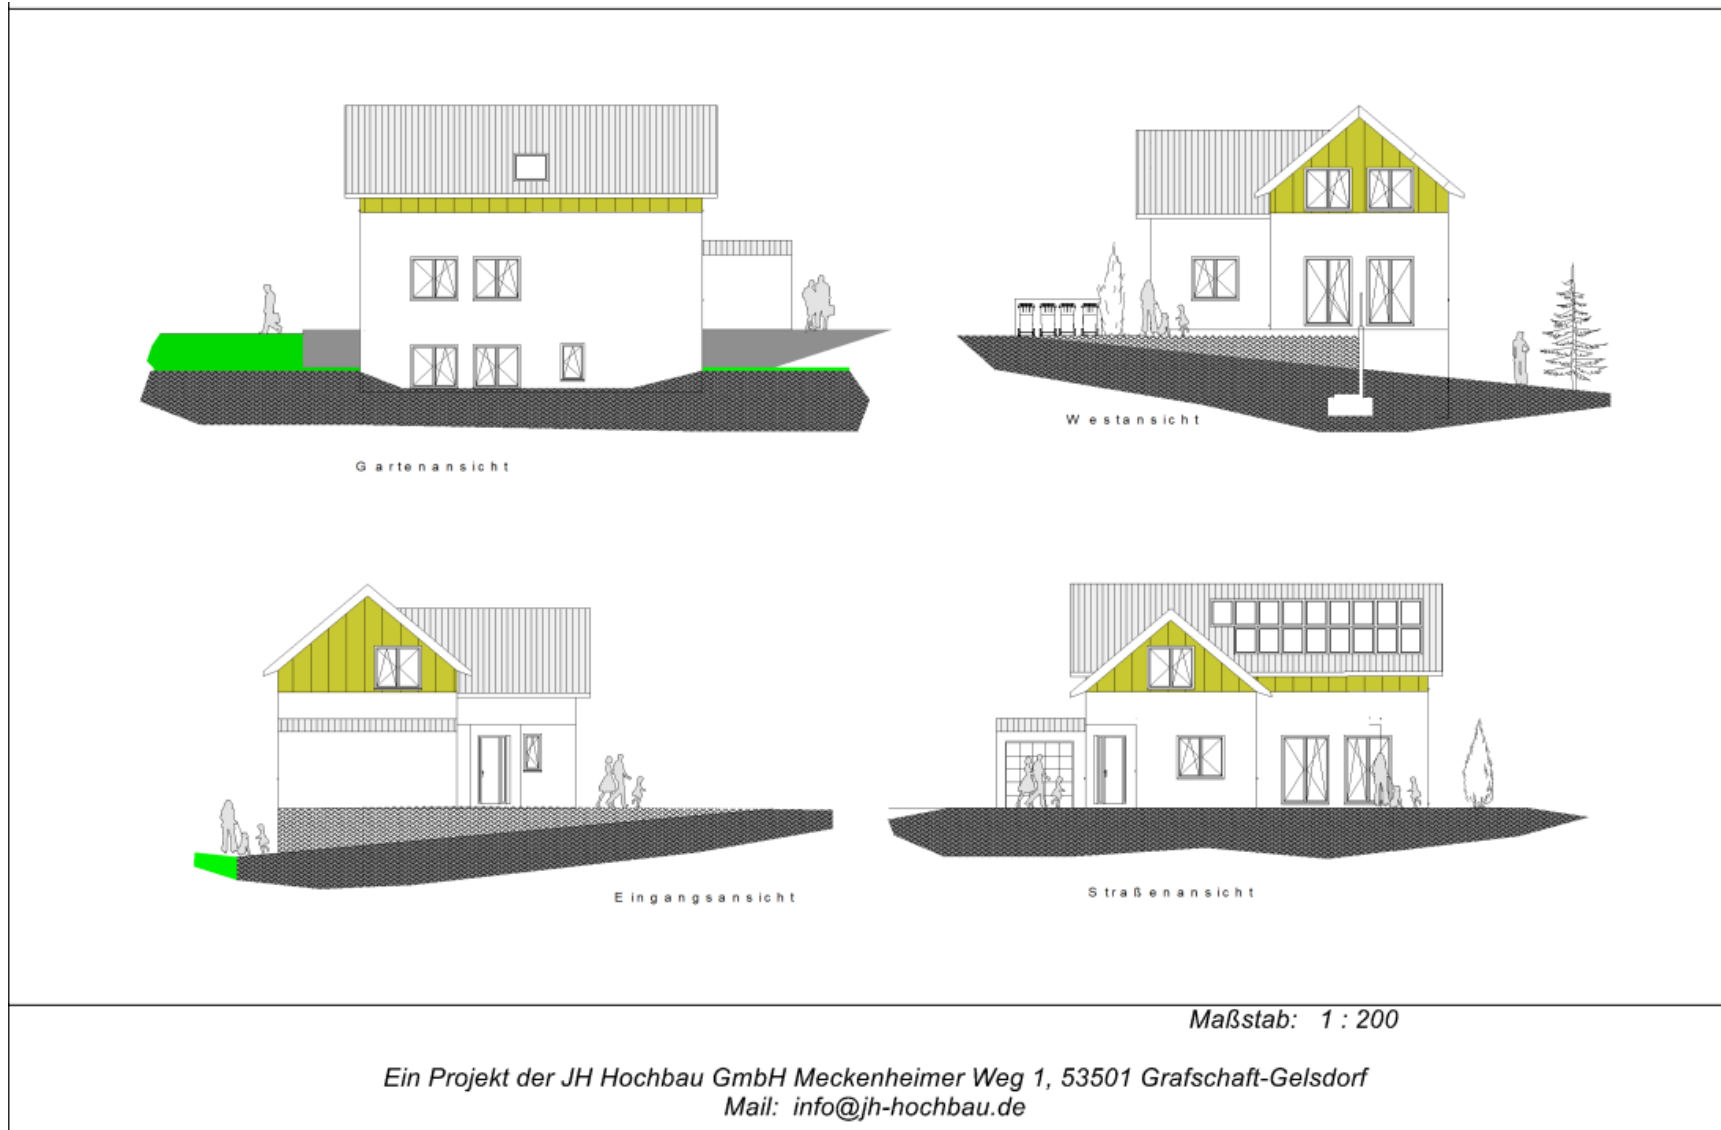 Gartenansicht
Westansicht
Eingangsansicht
Straßenansicht
Maßstab: 1 : 200
Ein Projekt der JH Hochbau GmbH Meckenheimer Weg 1, 53501 Grafschaft-Gelsdorf
Mail: info@jh-hochbau.de